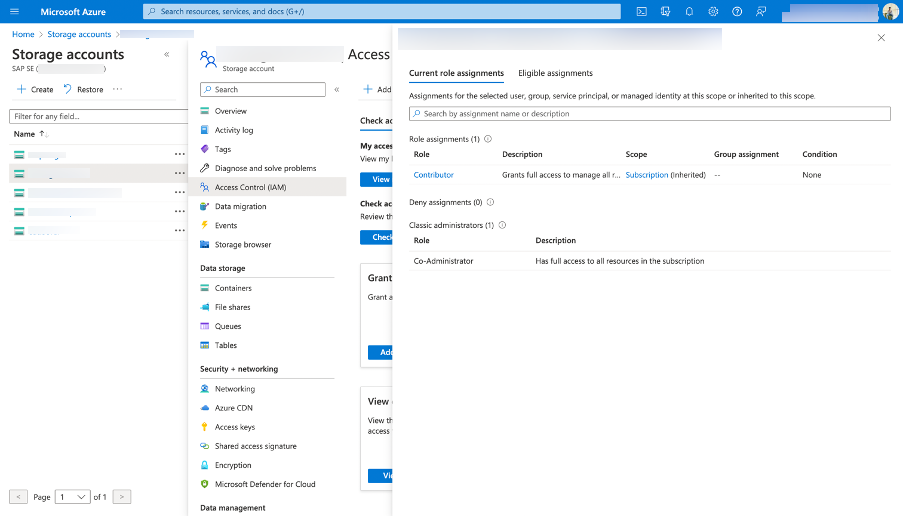 Microsoft Azure
Search resources, services, and docs (G+/)
Home > Storage accounts >
Storage accounts
SAP SE (
Create
Restore
Filter for any field...
Name
Page 1 of 1
Access
Storage account
Search
Overview
Activity log
Tags
Diagnose and solve problems
Access Control (IAM)
Data migration
Events
Storage browser
Data storage
Containers
File shares
Queues
Tables
Security + networking
Networking
Azure CDN
Access keys
Shared access signature
Encryption
Microsoft Defender for Cloud
Data management
Add
Check ac
My acces
View my l
View
Check ac
Review th
Check
Grant
Grant a
Add
View
View th
access
Vi
Current role assignments Eligible assignments
Assignments for the selected user, group, service principal, or managed identity at this scope or inherited to this scope.
Search by assignment name or description
Role assignments (1)
Role Description Scope Group assignment Condition
Contributor Grants full access to manage all r... Subscription (inherited) -- None
Deny assignments (0)
Classic administrators (1)
Role Description
Co-Administrator Has full access to all resources in the subscription